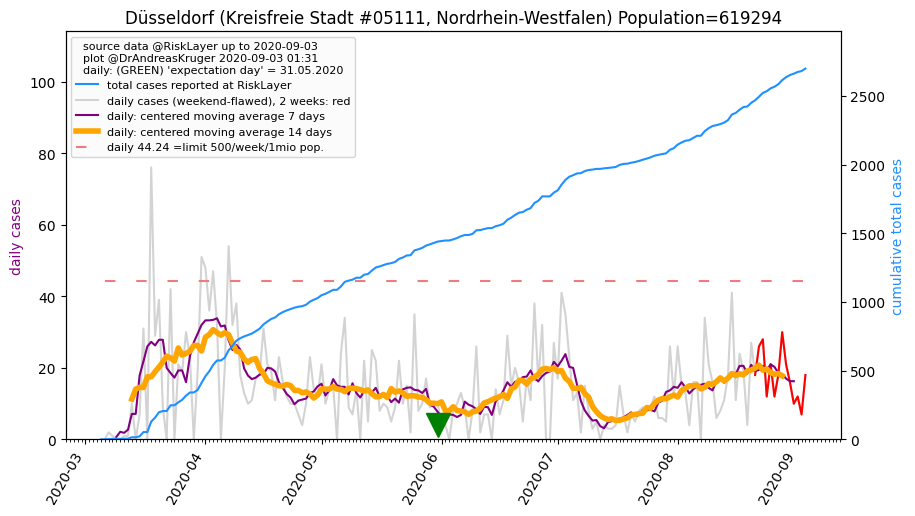 Düsseldorf (Kreisfreie Stadt #05111, Nordrhein-Westfalen) Population=619294
source data @RiskLayer up to 2020-09-03
plot @DrAndreasKruger 2020-09-03 01:31
daily: (GREEN) 'expectation day' = 31.05.2020
total cases reported at RiskLayer
daily cases (weekend-flawed), 2 weeks: red
daily: centered moving average 7 days
daily: centered moving average 14 days
daily 44.24 =limit 500/week/1mio pop.
daily cases
100
80
60
40
20
0
cumulative total cases
2500
2000
1500
1000
500
0
2020-03
2020-04
2020-05
2020-06
2020-07
2020-08
2020-09